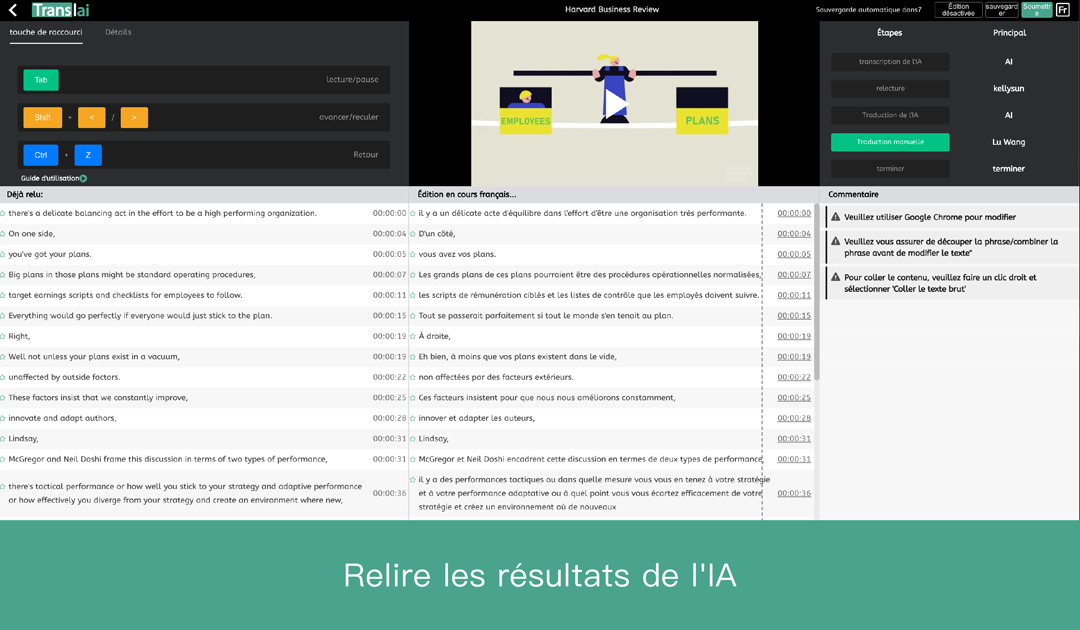 Translai
Harvard Business Review
Sauvergarde automatique dans7
Édition désactivée
sauvegarder
Soumettre
Fr
touche de raccourci
Détails
Tab
lecture/pause
Shift + < / >
avancer/reculer
Ctrl + Z
Retour
Guide d'utilisation
EMPLOYEES
PLANS
Étapes
Principal
transcription de l'IA
AI
relecture
kellysun
Traduction de l'IA
AI
Traduction manuelle
Lu Wang
terminer
terminer
Déjà relu:
there's a delicate balancing act in the effort to be a high performing organization. 00:00:00
On one side, 00:00:04
you've got your plans. 00:00:05
Big plans in those plans might be standard operating procedures, 00:00:07
target earnings scripts and checklists for employees to follow. 00:00:11
Everything would go perfectly if everyone would just stick to the plan. 00:00:15
Right, 00:00:19
Well not unless your plans exist in a vacuum, 00:00:19
unaffected by outside factors. 00:00:22
These factors insist that we constantly improve, 00:00:25
innovate and adapt authors, 00:00:28
Lindsay, 00:00:31
McGregor and Neil Doshi frame this discussion in terms of two types of performance, 00:00:31
there's tactical performance or how well you stick to your strategy and adaptive performance
or how effectively you diverge from your strategy and create an environment where new, 00:00:36
Édition en cours français...
il y a un délicate acte d'équilibre dans l'effort d'être une organisation très performante. 00:00:00
D'un côté, 00:00:04
vous avez vos plans. 00:00:05
Les grands plans de ces plans pourraient être des procédures opérationnelles normalisées, 00:00:07
les scripts de rémunération ciblés et les listes de contrôle que les employés doivent suivre. 00:00:11
Tout se passerait parfaitement si tout le monde s'en tenait au plan. 00:00:15
À droite, 00:00:19
Eh bien, à moins que vos plans existent dans le vide, 00:00:19
non affectées par des facteurs extérieurs. 00:00:22
Ces facteurs insistent pour que nous nous améliorons constamment, 00:00:25
innover et adapter les auteurs, 00:00:28
Lindsay, 00:00:31
McGregor et Neil Doshi encadrent cette discussion en termes de deux types de performance, 00:00:31
il y a des performances tactiques ou dans quelle mesure vous vous en tenez à votre stratégie
et à votre performance adaptative ou à quel point vous vous écartez efficacement de votre 00:00:36
stratégie et créez un environnement où de nouveaux
Commentaire
Veuillez utiliser Google Chrome pour modifier
Veuillez vous assurer de découper la phrase/combiner la
phrase avant de modifier le texte"
Pour coller le contenu, veuillez faire un clic droit et
sélectionner 'Coller le texte brut'
Relire les résultats de l'IA